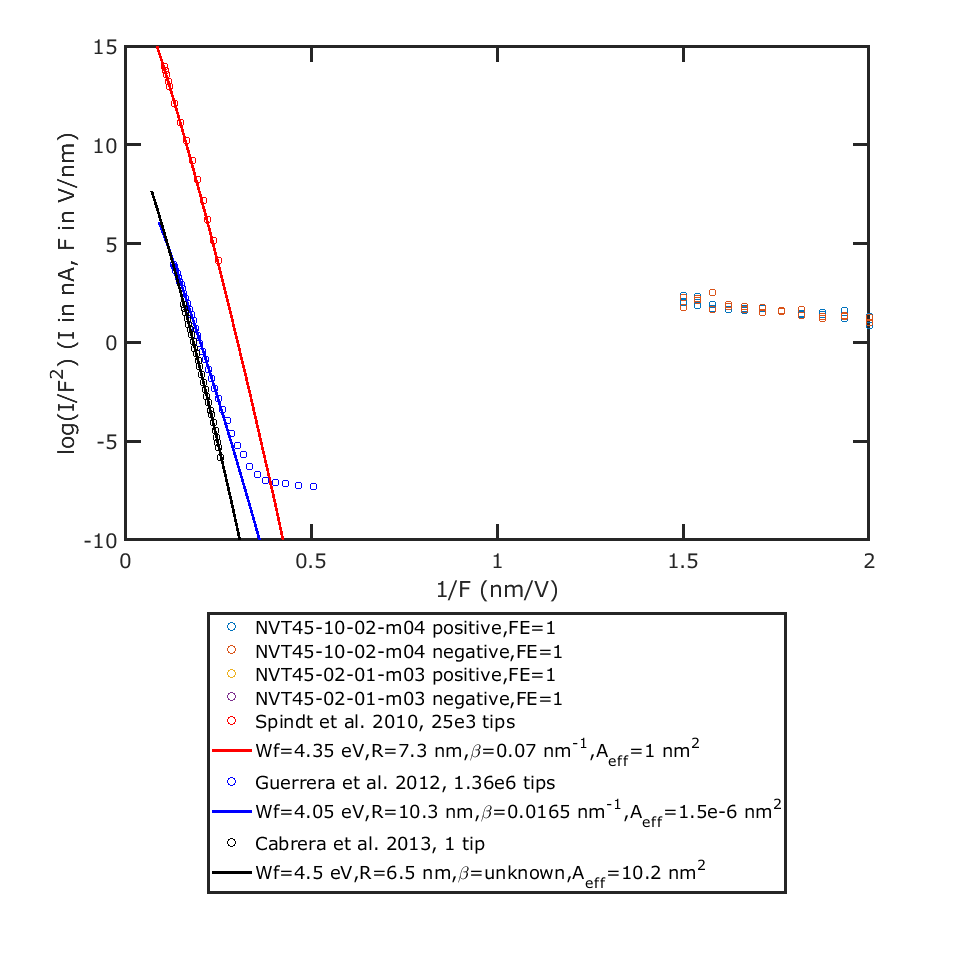 15
10
5
0
-5
-10
log(I/F²) (I in nA, F in V/nm)
0
0.5
1
1.5
2
1/F (nm/V)
NVT45-10-02-m04 positive,FE=1
NVT45-10-02-m04 negative,FE=1
NVT45-02-01-m03 positive,FE=1
NVT45-02-01-m03 negative,FE=1
Spindt et al. 2010, 25e3 tips
Wf=4.35 eV,R=7.3 nm,β=0.07 nm⁻¹,A_eff=1 nm²
Guerrera et al. 2012, 1.36e6 tips
Wf=4.05 eV,R=10.3 nm,β=0.0165 nm⁻¹,A_eff=1.5e-6 nm²
Cabrera et al. 2013, 1 tip
Wf=4.5 eV,R=6.5 nm,β=unknown,A_eff=10.2 nm²